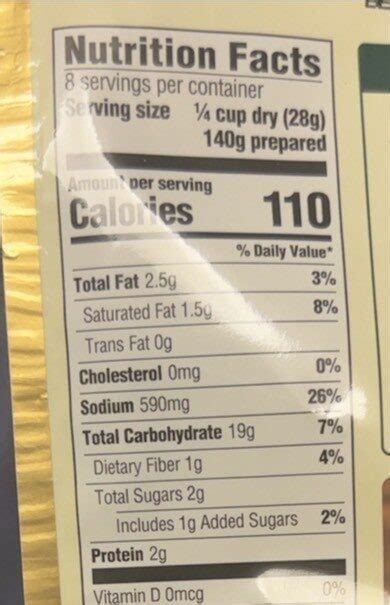 Nutrition Facts
8 servings per container
Serving size ¼ cup dry (28g)
140g prepared
Amount per serving
Calories 110
% Daily Value*
Total Fat 2.5g 3%
Saturated Fat 1.5g 8%
Trans Fat 0g
Cholesterol 0mg 0%
Sodium 590mg 26%
Total Carbohydrate 19g 7%
Dietary Fiber 1g 4%
Total Sugars 2g
Includes 1g Added Sugars 2%
Protein 2g
Vitamin D 0mcg 0%